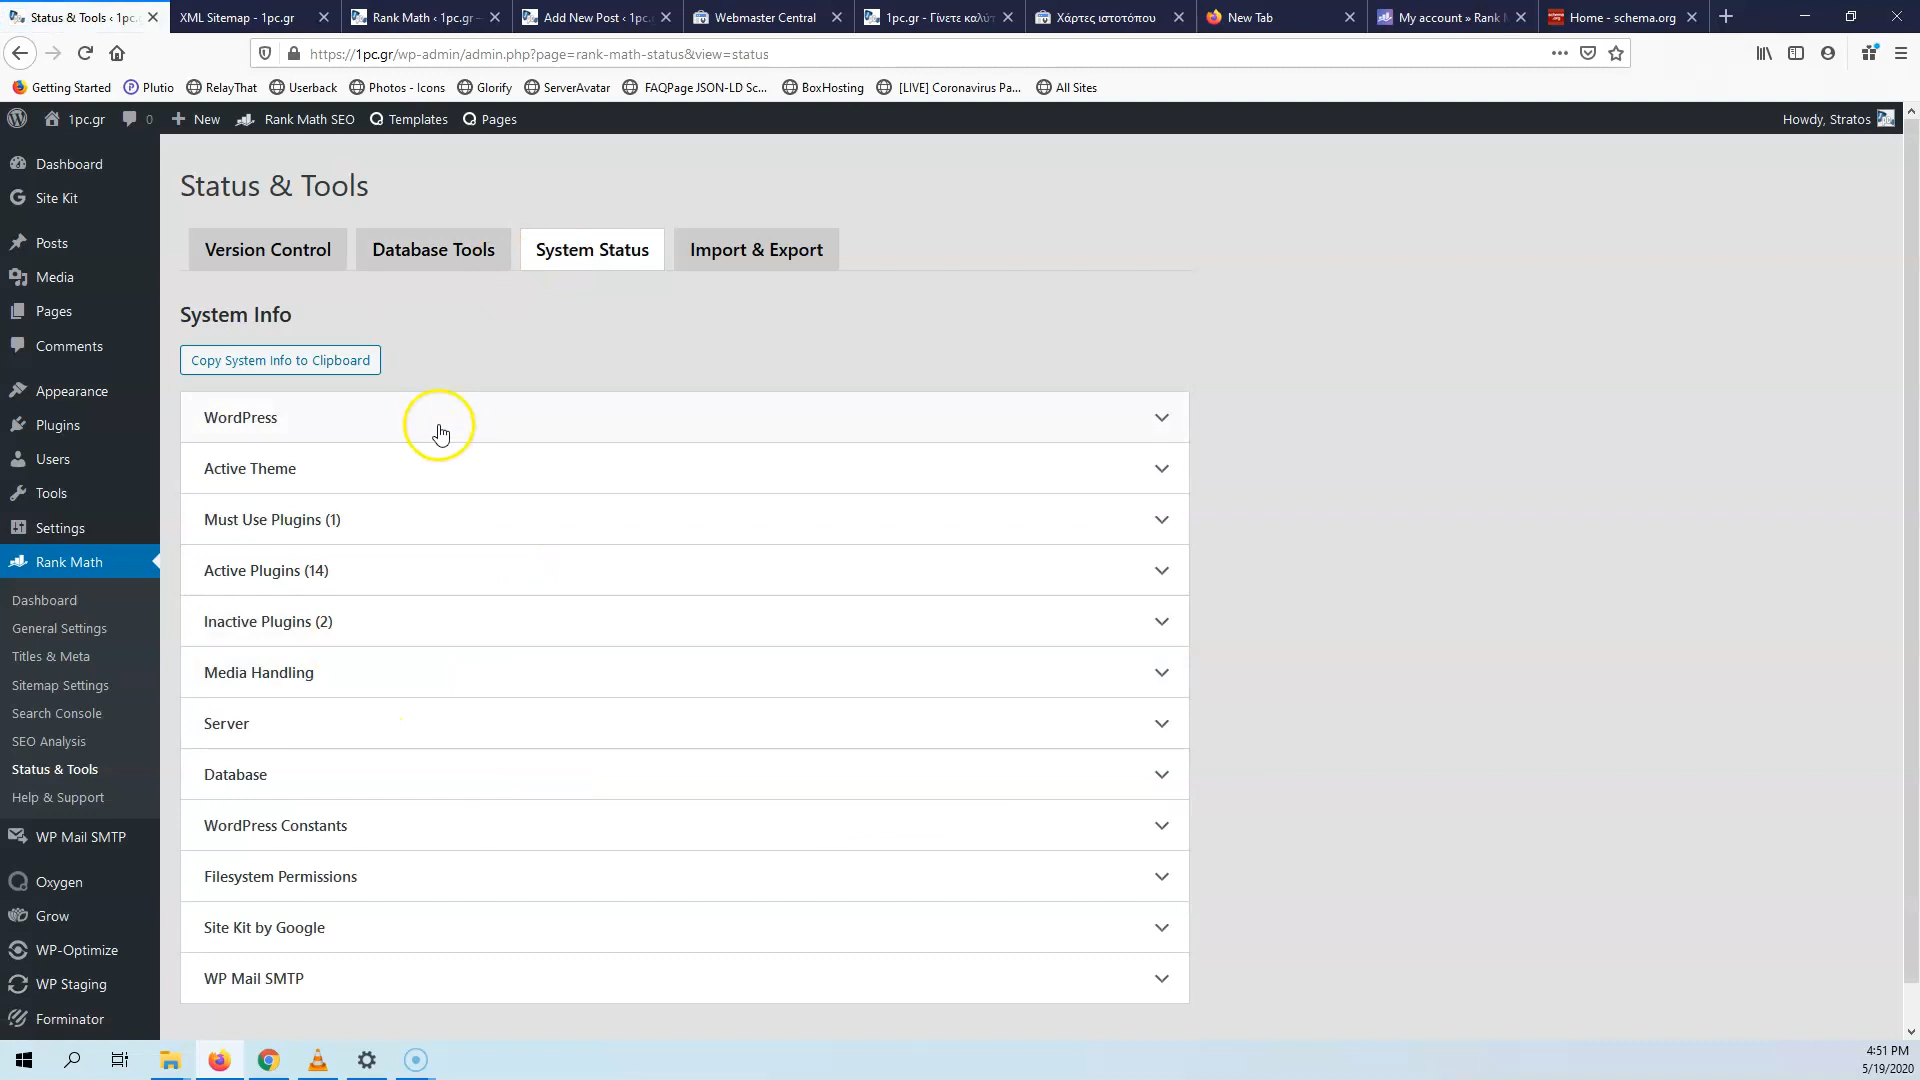 Status & Tools ‹ 1pc.g
XML Sitemap - 1pc.gr
Rank Math ‹ 1pc.gr —
Add New Post ‹ 1pc.
Webmaster Central
1pc.gr - Γίνετε καλύτ
Χάρτες ιστοτόπου
New Tab
My account » Rank M
Home - schema.org
https://1pc.gr/wp-admin/admin.php?page=rank-math-status&view=status
Getting Started
Plutio
RelayThat
Userback
Photos - Icons
Glorify
ServerAvatar
FAQPage JSON-LD Sc...
BoxHosting
[LIVE] Coronavirus Pa...
All Sites
1pc.gr
0
New
Rank Math SEO
Templates
Pages
Howdy, Stratos
Dashboard
Site Kit
Posts
Media
Pages
Comments
Appearance
Plugins
Users
Tools
Settings
Rank Math
Dashboard
General Settings
Titles & Meta
Sitemap Settings
Search Console
SEO Analysis
Status & Tools
Help & Support
WP Mail SMTP
Oxygen
Grow
WP-Optimize
WP Staging
Forminator
Status & Tools
Version Control
Database Tools
System Status
Import & Export
System Info
Copy System Info to Clipboard
WordPress
Active Theme
Must Use Plugins (1)
Active Plugins (14)
Inactive Plugins (2)
Media Handling
Server
Database
WordPress Constants
Filesystem Permissions
Site Kit by Google
WP Mail SMTP
4:51 PM
5/19/2020